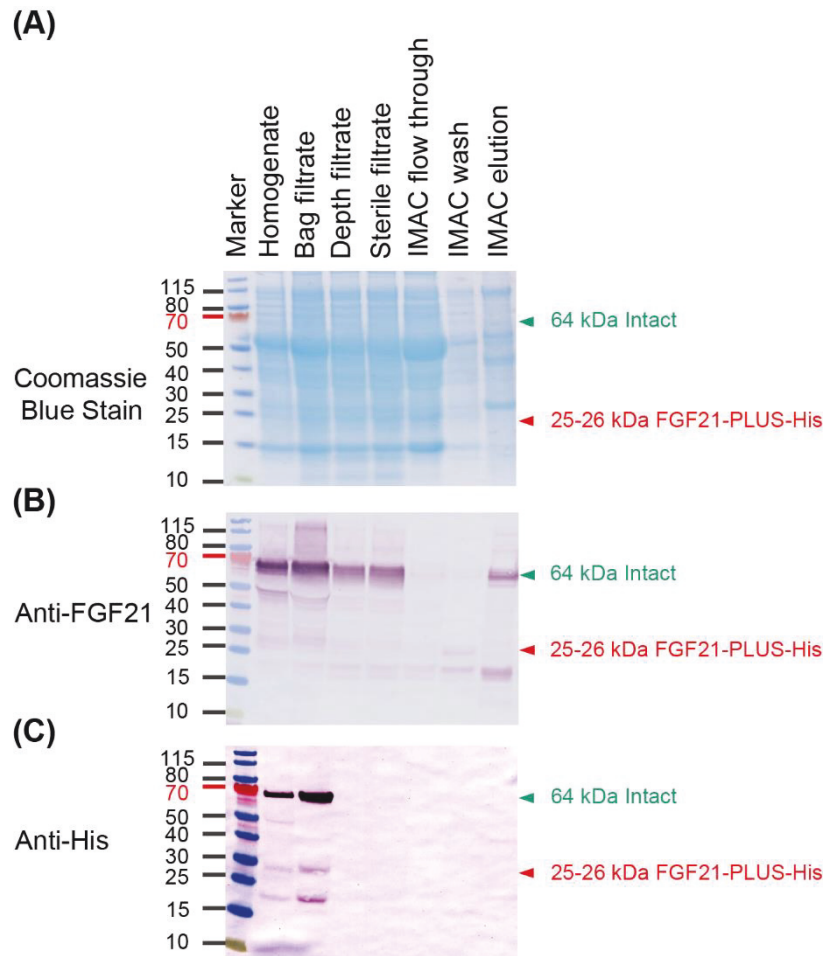 (A)
Marker
Homogenate
Bag filtrate
Depth filtrate
Sterile filtrate
IMAC flow through
IMAC wash
IMAC elution
115
80
70
50
40
30
25
15
10
Coomassie
Blue Stain
64 kDa Intact
25-26 kDa FGF21-PLUS-His
(B)
115
80
70
50
40
30
25
15
10
Anti-FGF21
64 kDa Intact
25-26 kDa FGF21-PLUS-His
(C)
115
80
70
50
40
30
25
15
10
Anti-His
64 kDa Intact
25-26 kDa FGF21-PLUS-His